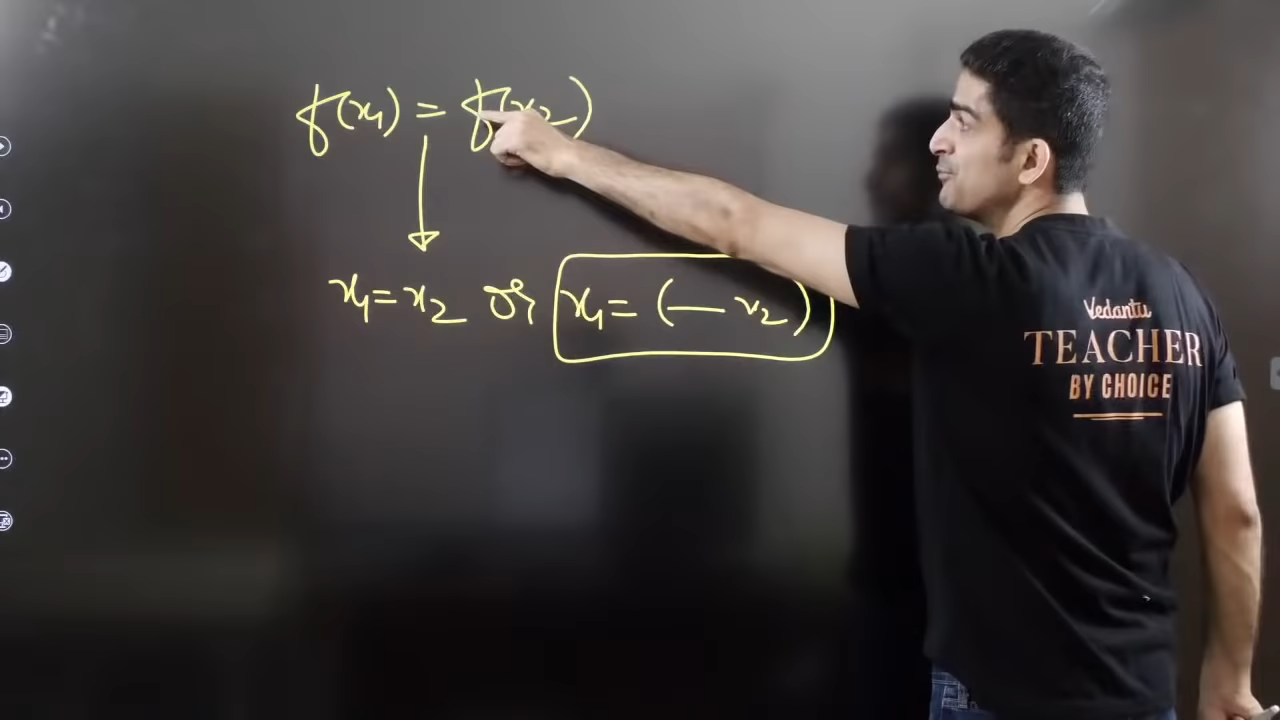 f(x₁) = f(x₂)
x₁ = x₂ or x₁ = (— x₂)
Vedantu
TEACHER
BY CHOICE